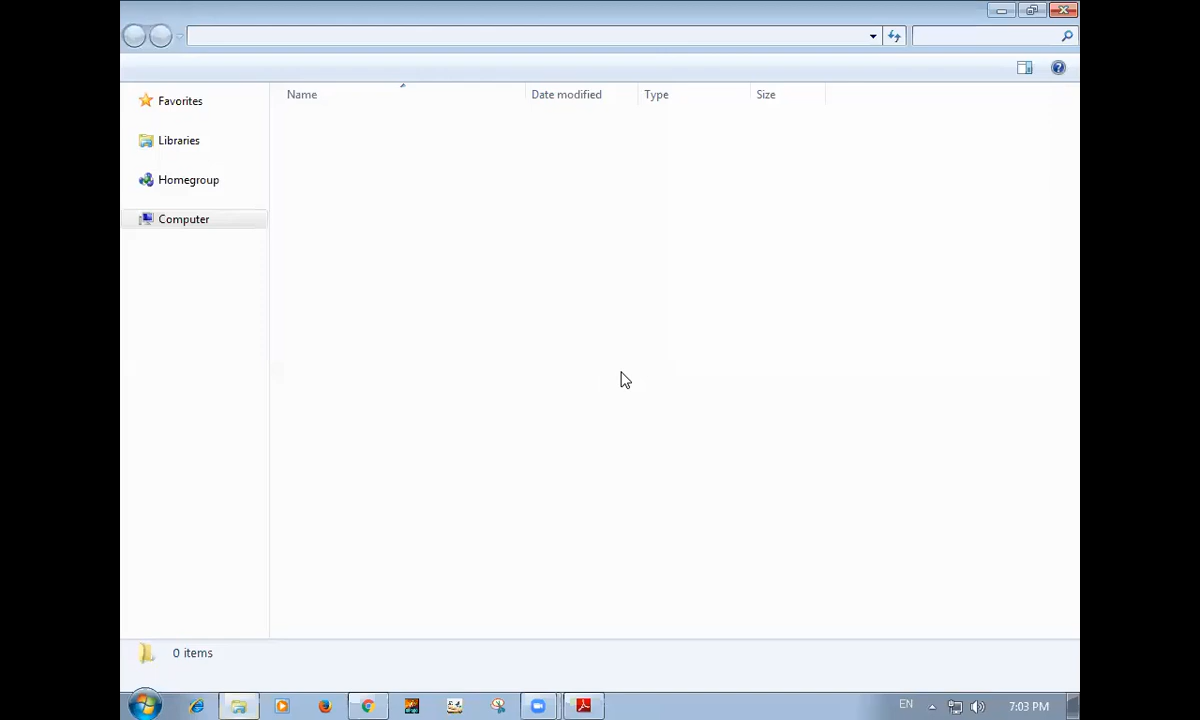 Name Date modified Type Size
Favorites
Libraries
Homegroup
Computer
0 items
EN 7:03 PM